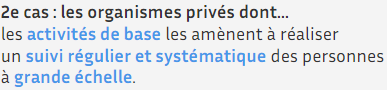 2e cas : les organismes privés dont...
les activités de base les amènent à réaliser
un suivi régulier et systématique des personnes
à grande échelle.